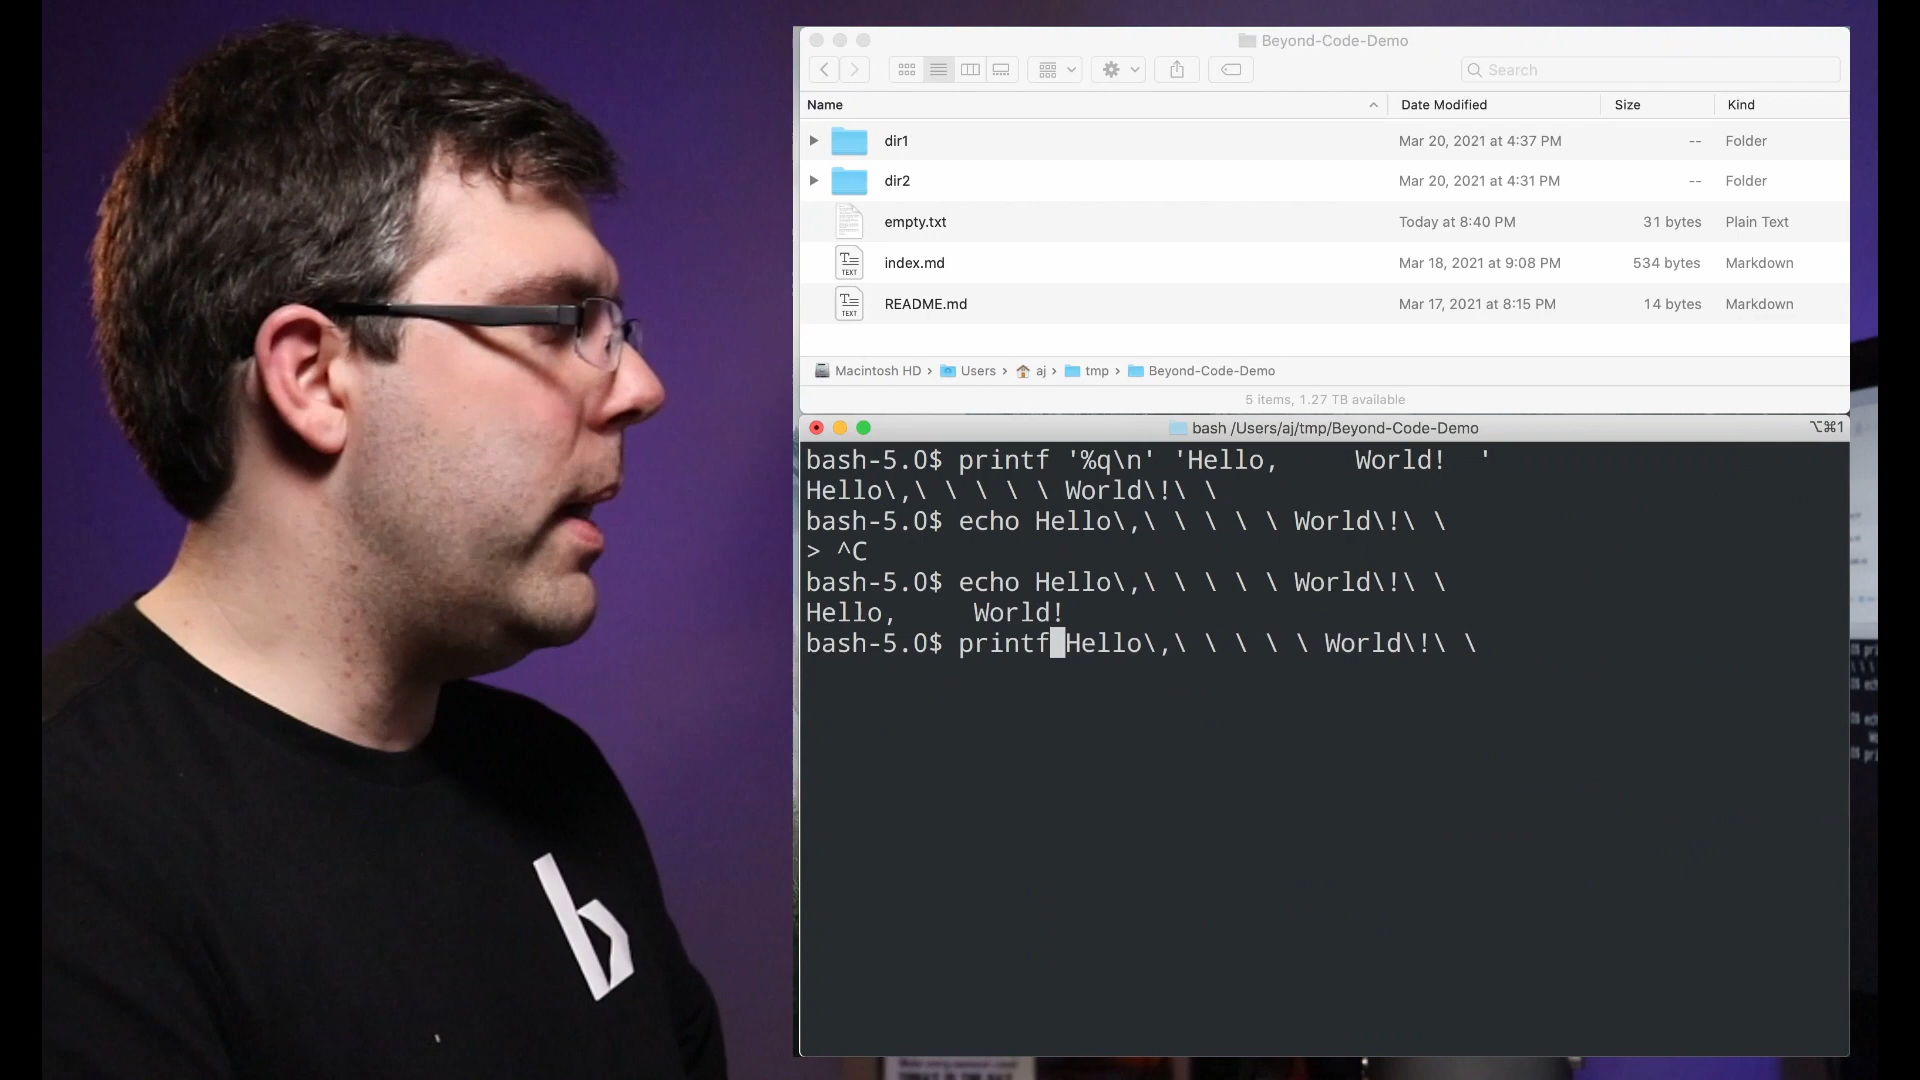 Beyond-Code-Demo
Search
Name Date Modified Size Kind
dir1 Mar 20, 2021 at 4:37 PM -- Folder
dir2 Mar 20, 2021 at 4:31 PM -- Folder
empty.txt Today at 8:40 PM 31 bytes Plain Text
TEXT index.md Mar 18, 2021 at 9:08 PM 534 bytes Markdown
TEXT README.md Mar 17, 2021 at 8:15 PM 14 bytes Markdown
Macintosh HD › Users › aj › tmp › Beyond-Code-Demo
5 items, 1.27 TB available
bash /Users/aj/tmp/Beyond-Code-Demo ⌥⌘1
bash-5.0$ printf '%q\n' 'Hello,     World!  '
Hello\,\ \ \ \ \ World\!\ \
bash-5.0$ echo Hello\,\ \ \ \ \ World\!\ \
> ^C
bash-5.0$ echo Hello\,\ \ \ \ \ World\!\ \
Hello,     World!
bash-5.0$ printf Hello\,\ \ \ \ \ World\!\ \
b